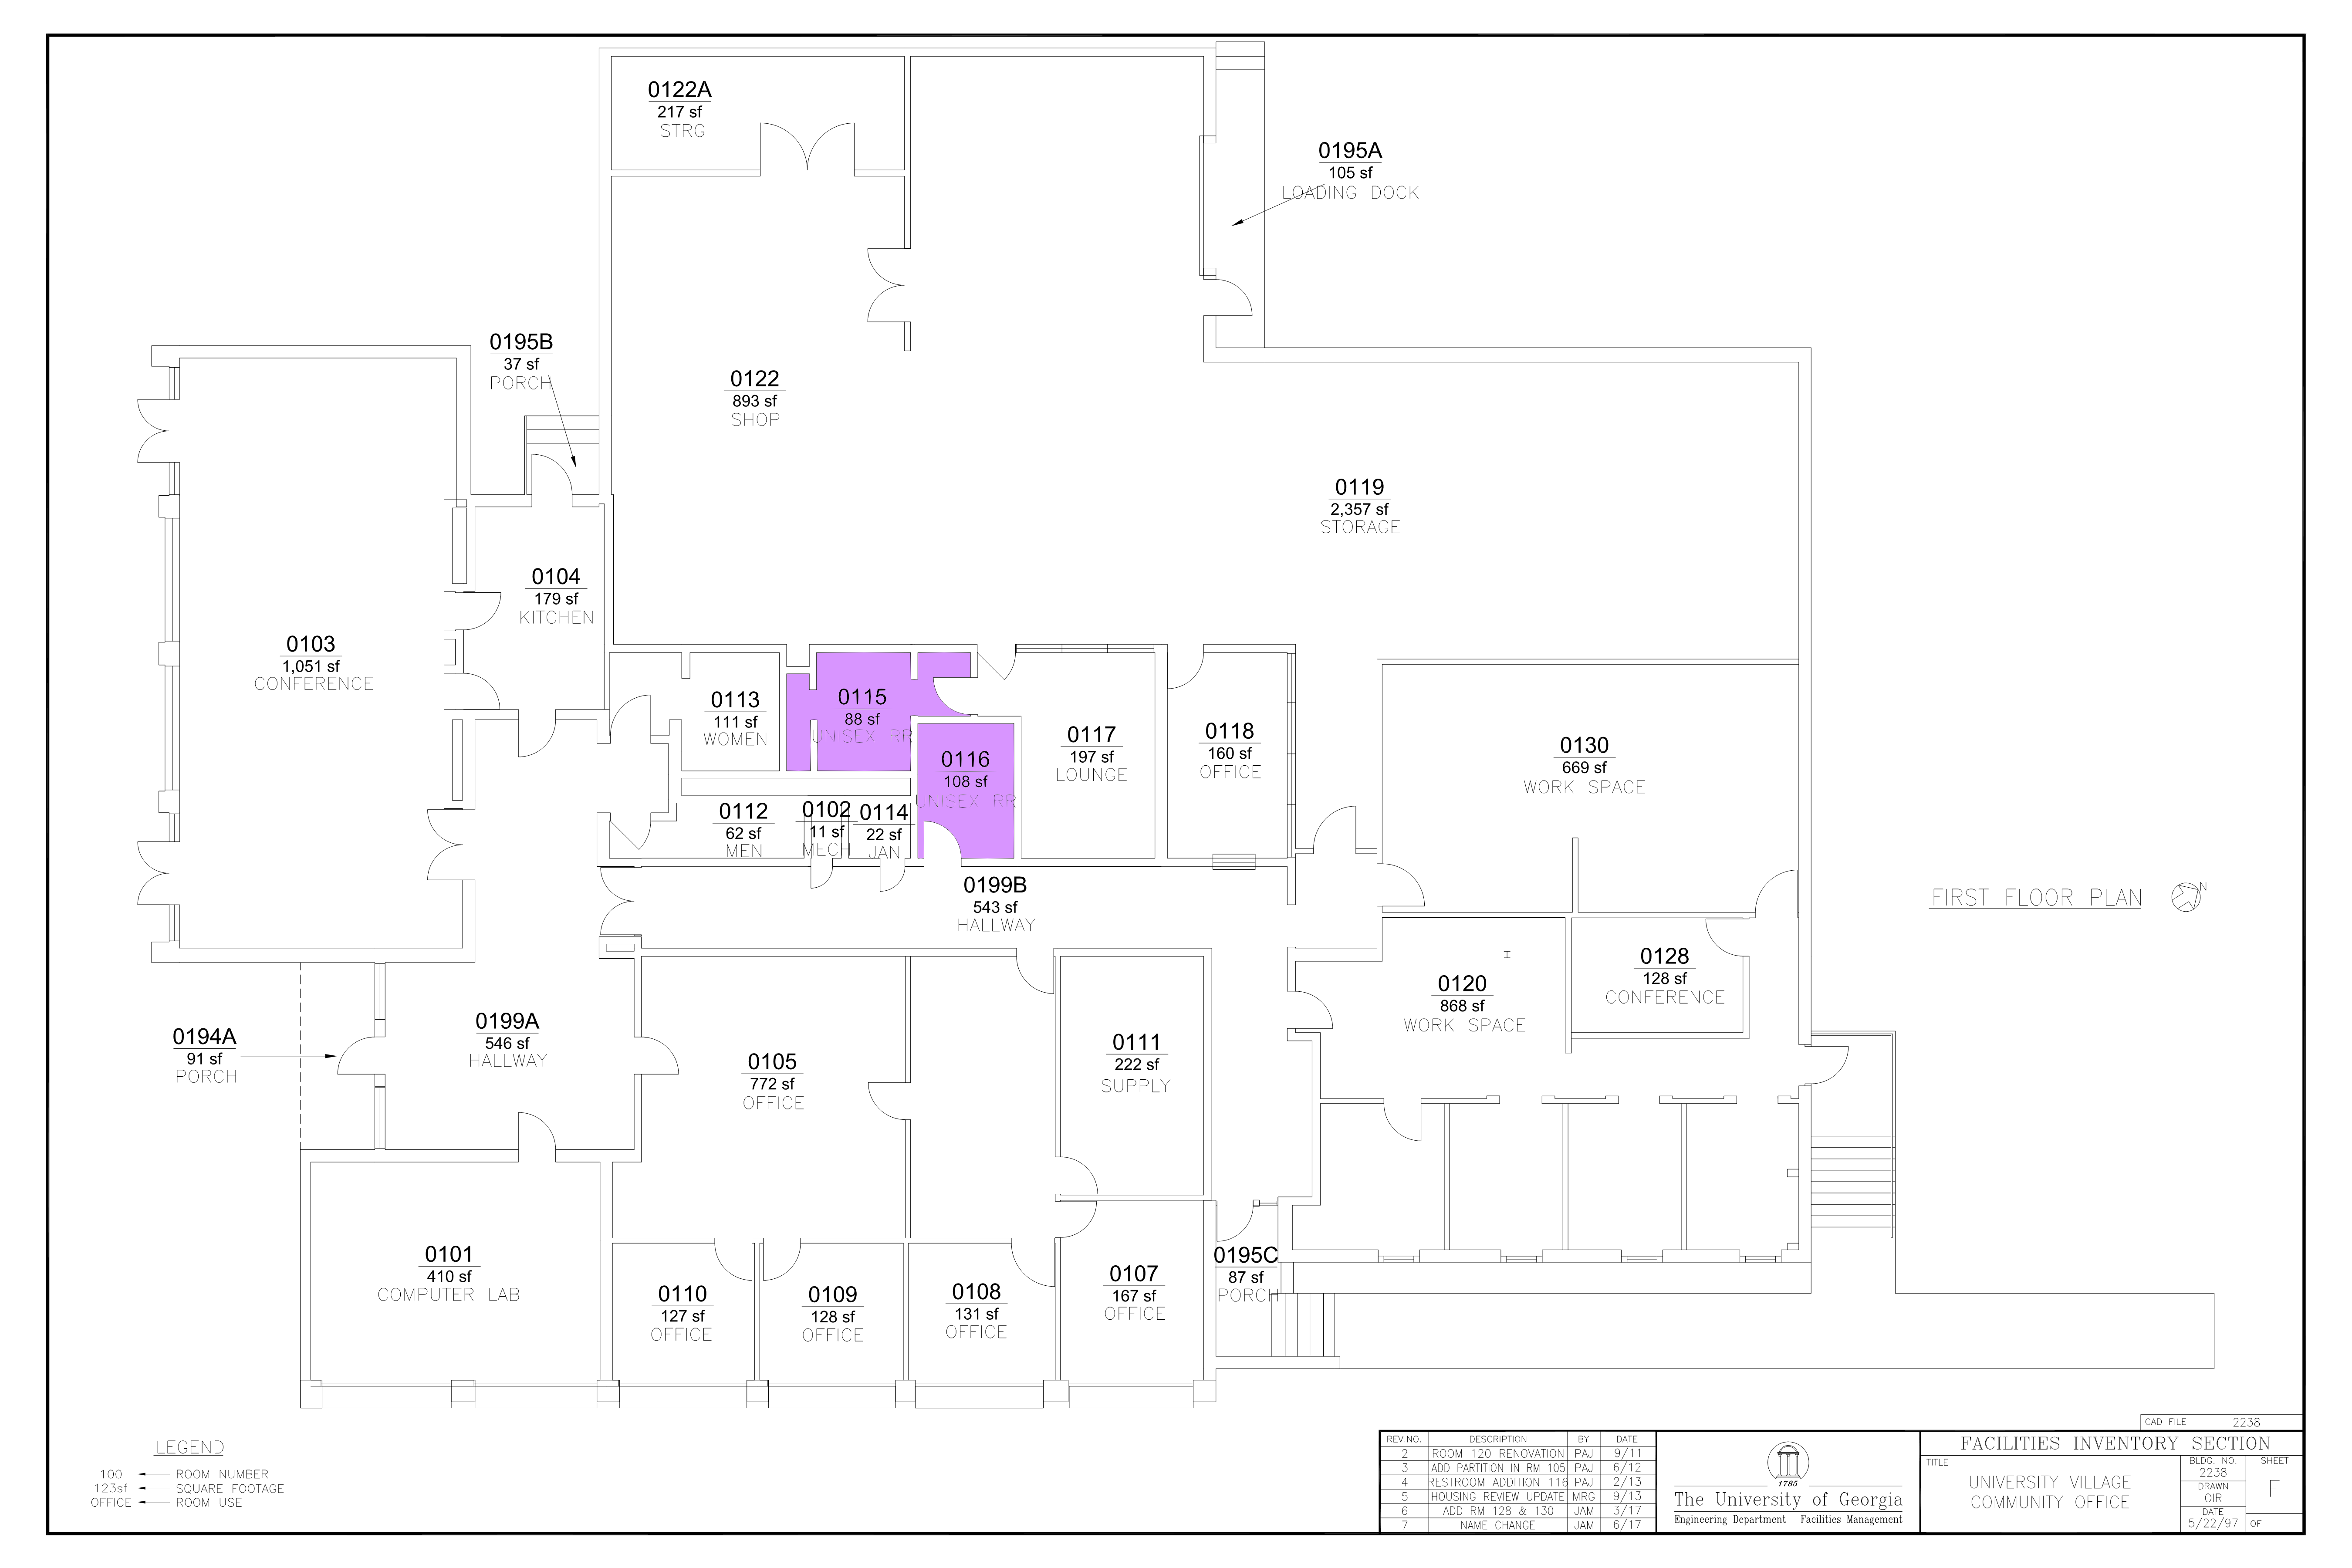 0122A
217 sf
STRG
0195A
105 sf
LOADING DOCK
0195B
37 sf
PORCH
0122
893 sf
SHOP
0119
2,357 sf
STORAGE
0104
179 sf
KITCHEN
0103
1,051 sf
CONFERENCE
0113
111 sf
WOMEN
0115
88 sf
UNISEX RR
0116
108 sf
UNISEX RR
0117
197 sf
LOUNGE
0118
160 sf
OFFICE
0130
669 sf
WORK SPACE
0112
62 sf
MEN
0102
11 sf
MECH
0114
22 sf
JAN
0199B
543 sf
HALLWAY
FIRST FLOOR PLAN
N
0128
128 sf
CONFERENCE
0120
868 sf
WORK SPACE
0194A
91 sf
PORCH
0199A
546 sf
HALLWAY
0105
772 sf
OFFICE
0111
222 sf
SUPPLY
0101
410 sf
COMPUTER LAB
0110
127 sf
OFFICE
0109
128 sf
OFFICE
0108
131 sf
OFFICE
0107
167 sf
OFFICE
0195C
87 sf
PORCH
LEGEND
100 ROOM NUMBER
123sf SQUARE FOOTAGE
OFFICE ROOM USE
REV.NO. DESCRIPTION BY DATE
2 ROOM 120 RENOVATION PAJ 9/11
3 ADD PARTITION IN RM 105 PAJ 6/12
4 RESTROOM ADDITION 116 PAJ 2/13
5 HOUSING REVIEW UPDATE MRG 9/13
6 ADD RM 128 & 130 JAM 3/17
7 NAME CHANGE JAM 6/17
1785
The University of Georgia
Engineering Department Facilities Management
CAD FILE 2238
FACILITIES INVENTORY SECTION
TITLE
UNIVERSITY VILLAGE
COMMUNITY OFFICE
BLDG. NO.
2238
DRAWN
OIR
DATE
5/22/97
SHEET
F
OF